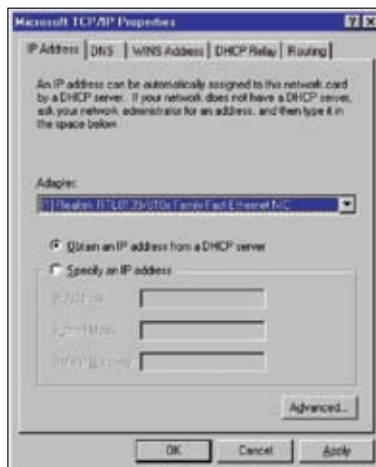 Microsoft TCP/IP Properties
IP Address
DNS
WINS Address
DHCP Relay
Routing
An IP address can be automatically assigned to this network card
by a DHCP server. If your network does not have a DHCP server,
ask your network administrator for an address, and then type it in
the space below.
Adapter:
Realtek Family Fast Ethernet NIC
Obtain an IP address from a DHCP server
Specify an IP address
IP Address:
Subnet Mask:
Default Gateway:
Advanced...
OK
Cancel
Apply